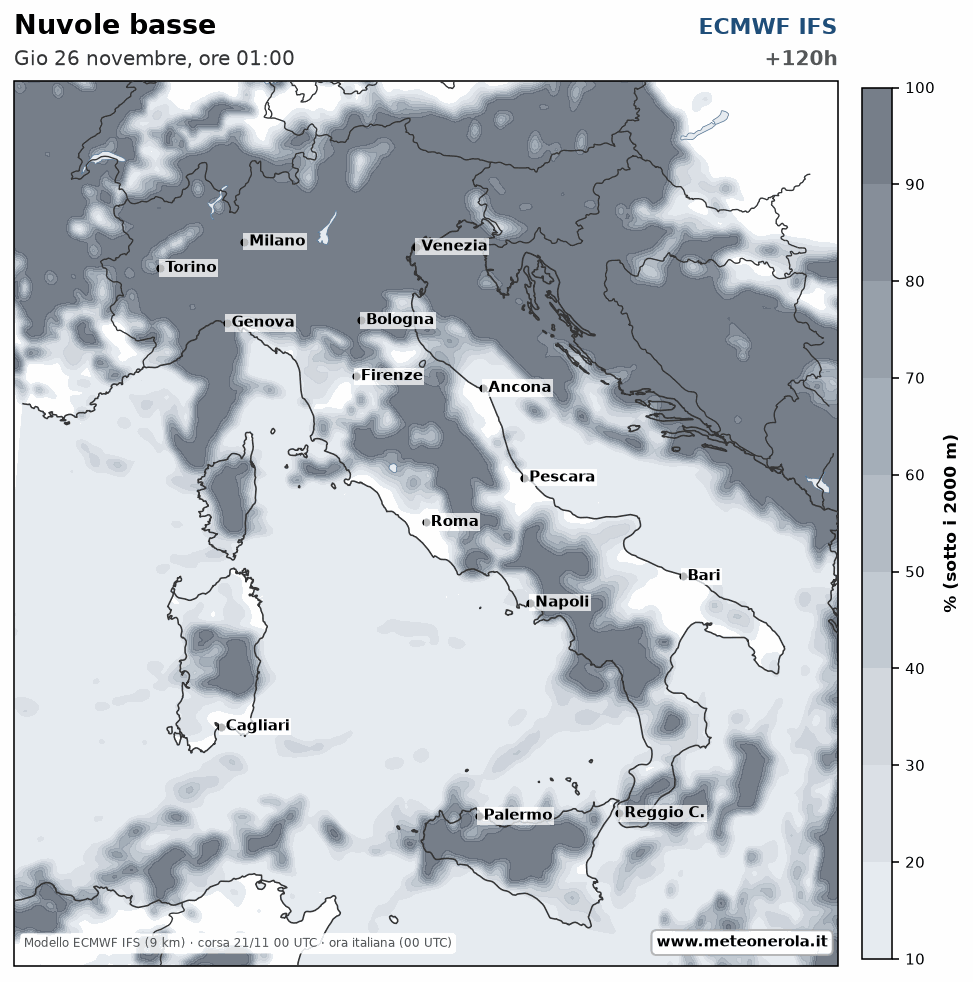 Nuvole basse
ECMWF IFS
Gio 26 novembre, ore 01:00
+120h
Milano
Venezia
Torino
Genova
Bologna
Firenze
Ancona
Pescara
Roma
Bari
Napoli
Cagliari
Palermo
Reggio C.
100
90
80
70
60
50
40
30
20
10
% (sotto i 2000 m)
Modello ECMWF IFS (9 km) · corsa 21/11 00 UTC · ora italiana (00 UTC)
www.meteonerola.it